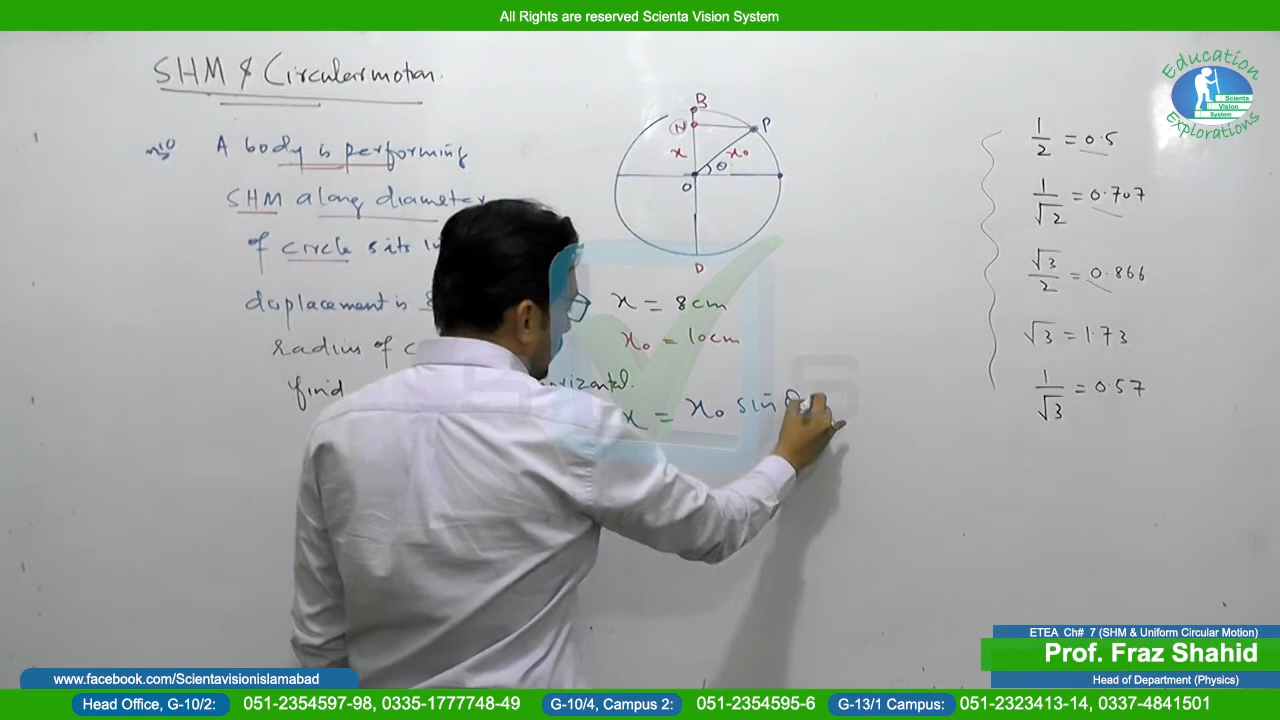 All Rights are reserved Scienta Vision System
SHM & Circular motion.
A body is performing
SHM along diameter
of circle & its
displacement is 8
radius of c
find horizontal.
B
N
P
x
x₀
θ
O
D
x = 8cm
x₀ = 10cm
x = x₀ sin θ
1/2 = 0.5
1/√2 = 0.707
√3/2 = 0.866
√3 = 1.73
1/√3 = 0.57
Education
Scienta
Vision
System
Explorations
ETEA Ch# 7 (SHM & Uniform Circular Motion)
Prof. Fraz Shahid
Head of Department (Physics)
www.facebook.com/Scientavisionislamabad
Head Office, G-10/2: 051-2354597-98, 0335-1777748-49 G-10/4, Campus 2: 051-2354595-6 G-13/1 Campus: 051-2323413-14, 0337-4841501